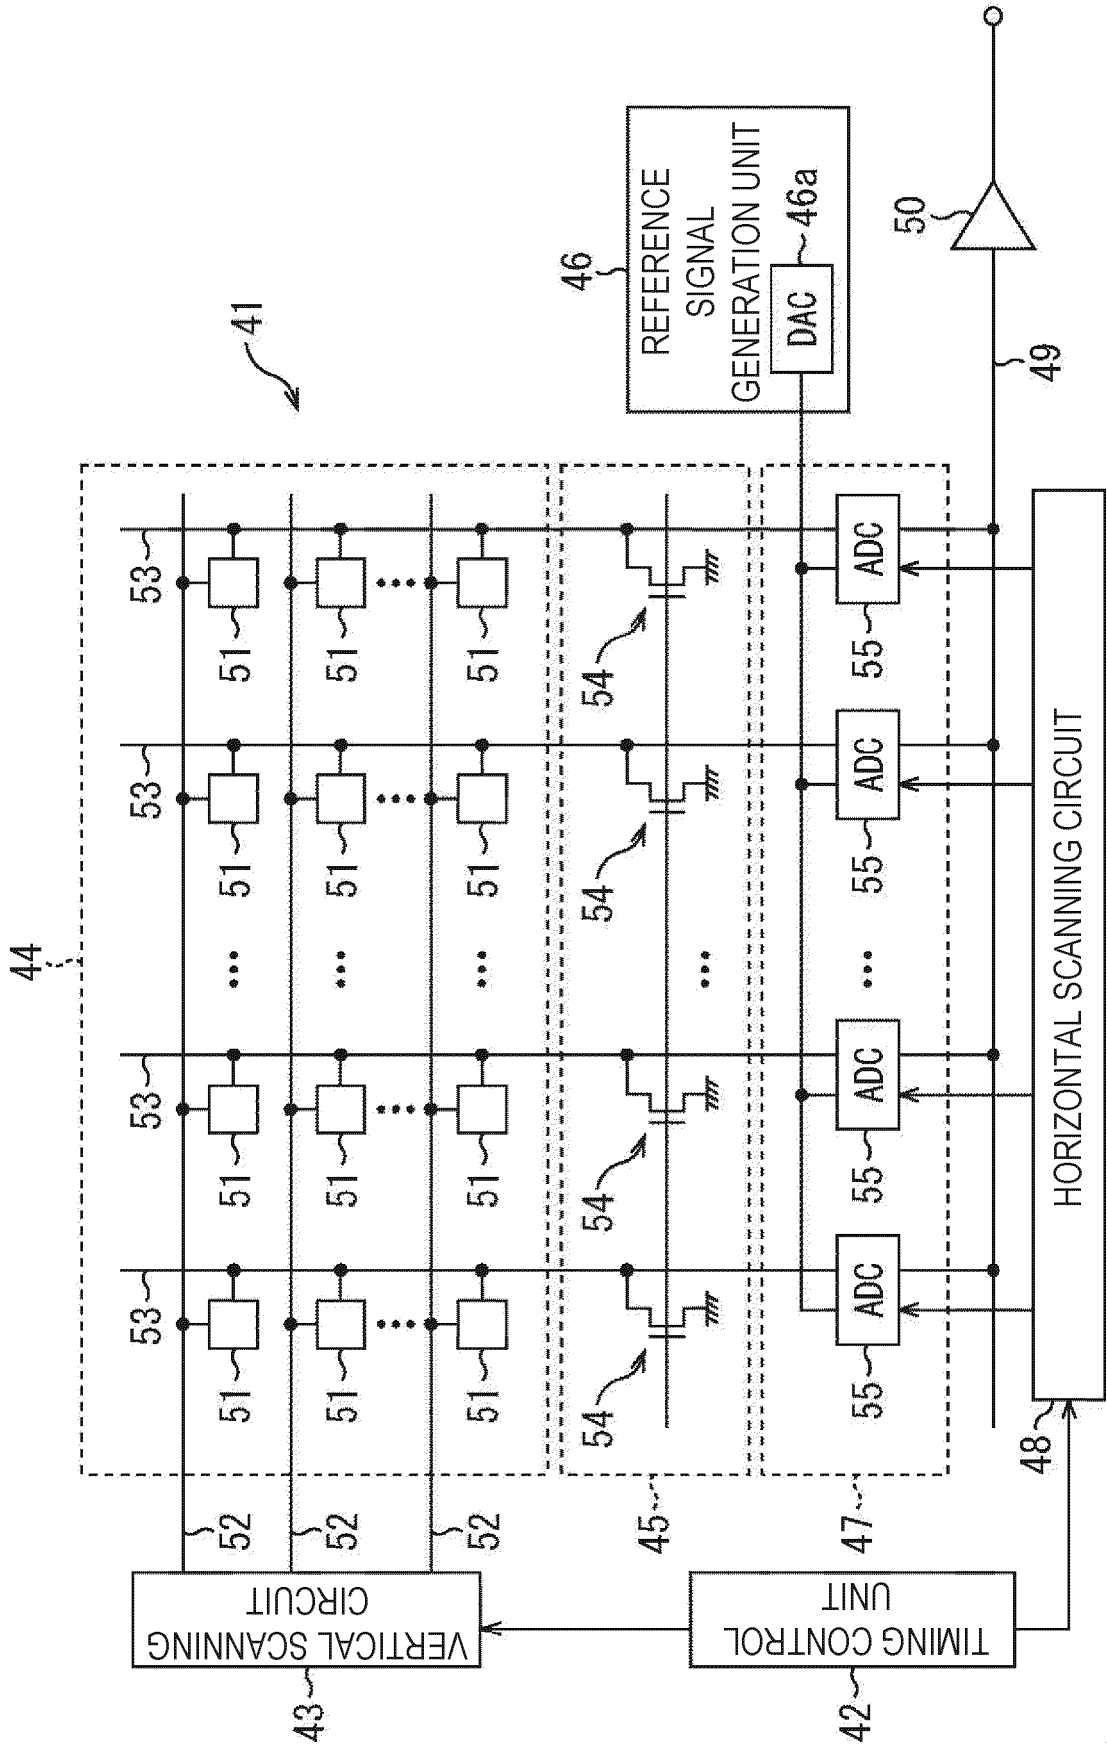 44
53 53 53 53
52 51 51 51 51 41
VERTICAL SCANNING
CIRCUIT
43
52 51 51 51 51
52 51 51 51 51
54 54 54 54 46
45
REFERENCE
SIGNAL
GENERATION UNIT
DAC 46a
TIMING CONTROL
UNIT
42
47
ADC ADC ADC ADC
55 55 55 55
50
48
49
HORIZONTAL SCANNING CIRCUIT